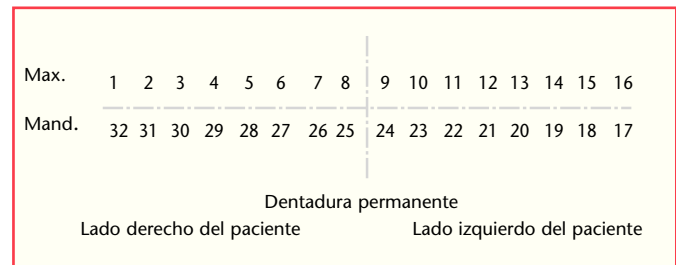 Max. 1 2 3 4 5 6 7 8 9 10 11 12 13 14 15 16
Mand. 32 31 30 29 28 27 26 25 24 23 22 21 20 19 18 17
Dentadura permanente
Lado derecho del paciente Lado izquierdo del paciente